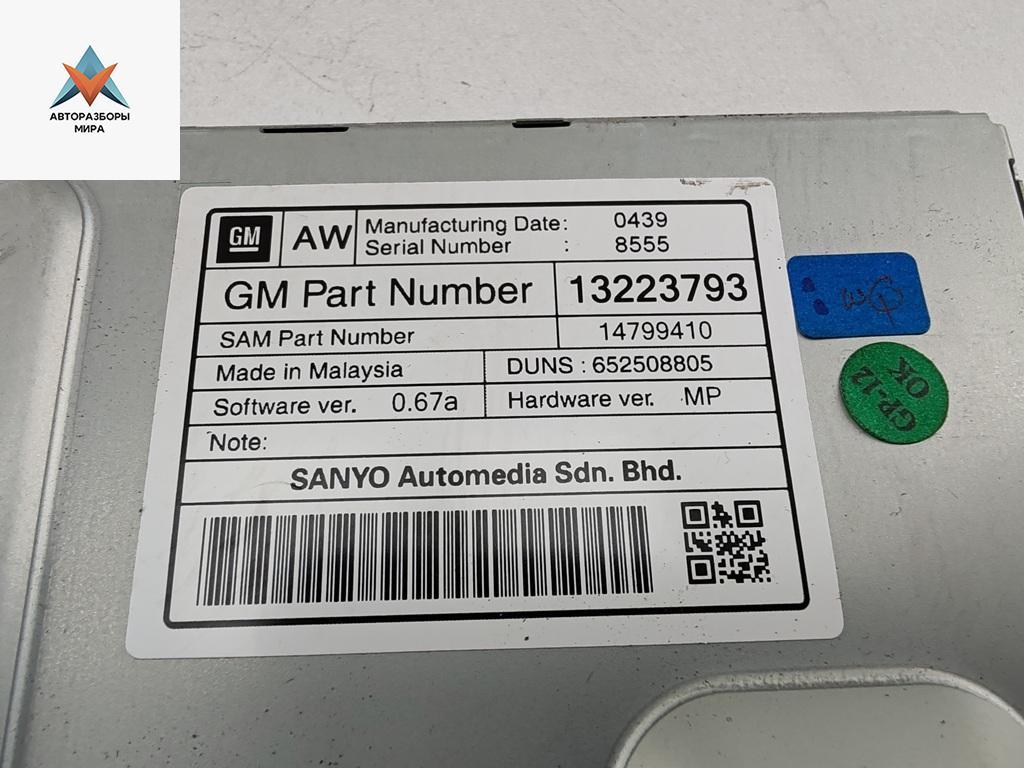 АВТОРАЗБОРЫ
МИРА
GM AW Manufacturing Date: 0439
Serial Number : 8555
GM Part Number 13223793
SAM Part Number 14799410
Made in Malaysia DUNS : 652508805
Software ver. 0.67a Hardware ver. MP
Note:
SANYO Automedia Sdn. Bhd.
GP-12
OK